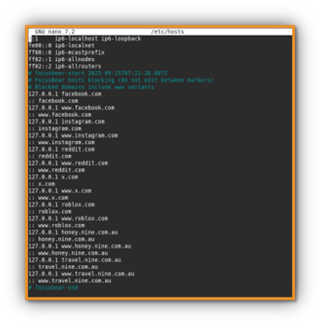 GNU nano 7.2 /etc/hosts
::1 ip6-localhost ip6-loopback
fe00::0 ip6-localnet
ff00::0 ip6-mcastprefix
ff02::1 ip6-allnodes
ff02::2 ip6-allrouters
# focusbear-start 2025-09-15T07:22:26.087Z
# FocusBear hosts blocking (do not edit between markers)
# Blocked domains include www variants
127.0.0.1 facebook.com
:: facebook.com
127.0.0.1 www.facebook.com
:: www.facebook.com
127.0.0.1 instagram.com
:: instagram.com
127.0.0.1 www.instagram.com
:: www.instagram.com
127.0.0.1 reddit.com
:: reddit.com
127.0.0.1 www.reddit.com
:: www.reddit.com
127.0.0.1 x.com
:: x.com
127.0.0.1 www.x.com
:: www.x.com
127.0.0.1 roblox.com
:: roblox.com
127.0.0.1 www.roblox.com
:: www.roblox.com
127.0.0.1 honey.nine.com.au
:: honey.nine.com.au
127.0.0.1 www.honey.nine.com.au
:: www.honey.nine.com.au
127.0.0.1 travel.nine.com.au
:: travel.nine.com.au
127.0.0.1 www.travel.nine.com.au
:: www.travel.nine.com.au
# focusbear-end